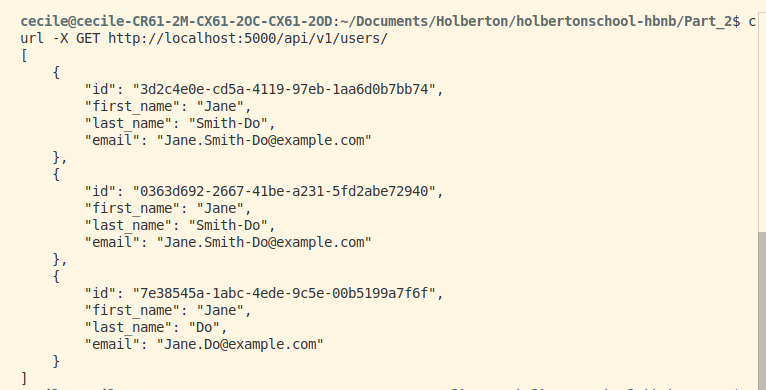 cecile@cecile-CR61-2M-CX61-2OC-CX61-2OD:~/Documents/Holberton/holbertonschool-hbnb/Part_2$ c
url -X GET http://localhost:5000/api/v1/users/
[
    {
        "id": "3d2c4e0e-cd5a-4119-97eb-1aa6d0b7bb74",
        "first_name": "Jane",
        "last_name": "Smith-Do",
        "email": "Jane.Smith-Do@example.com"
    },
    {
        "id": "0363d692-2667-41be-a231-5fd2abe72940",
        "first_name": "Jane",
        "last_name": "Smith-Do",
        "email": "Jane.Smith-Do@example.com"
    },
    {
        "id": "7e38545a-1abc-4ede-9c5e-00b5199a7f6f",
        "first_name": "Jane",
        "last_name": "Do",
        "email": "Jane.Do@example.com"
    }
]